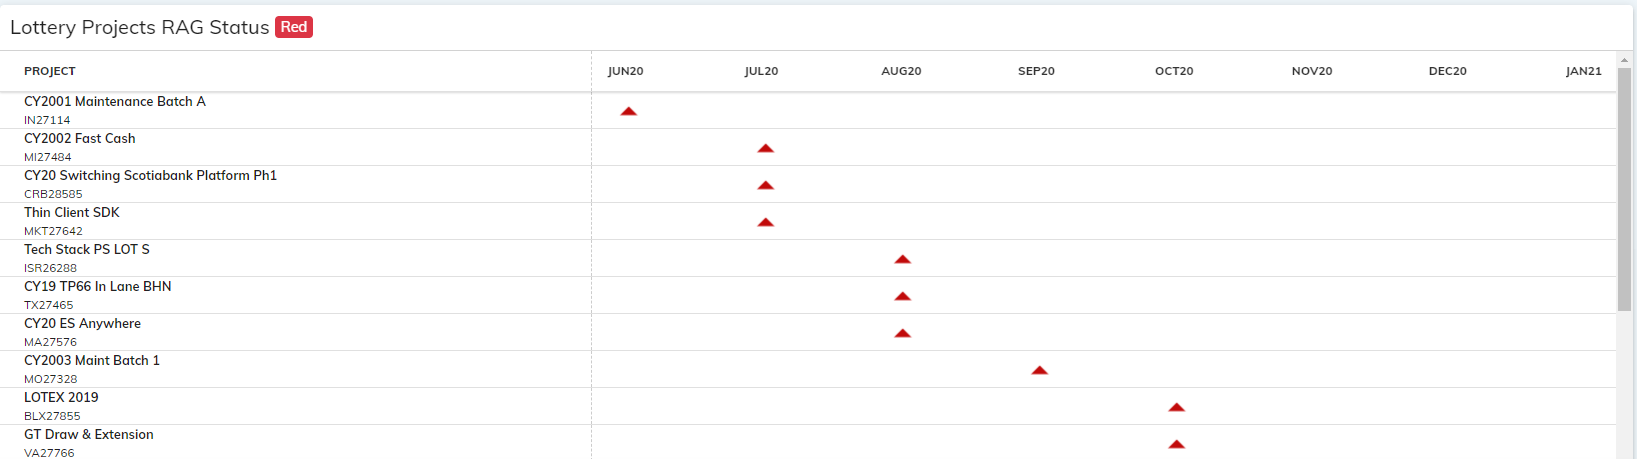 Lottery Projects RAG Status Red
PROJECT JUN20 JUL20 AUG20 SEP20 OCT20 NOV20 DEC20 JAN21
CY2001 Maintenance Batch A
IN27114
CY2002 Fast Cash
MI27484
CY20 Switching Scotiabank Platform Ph1
CRB28585
Thin Client SDK
MKT27642
Tech Stack PS LOT S
ISR26288
CY19 TP66 In Lane BHN
TX27465
CY20 ES Anywhere
MA27576
CY2003 Maint Batch 1
MO27328
LOTEX 2019
BLX27855
GT Draw & Extension
VA27766